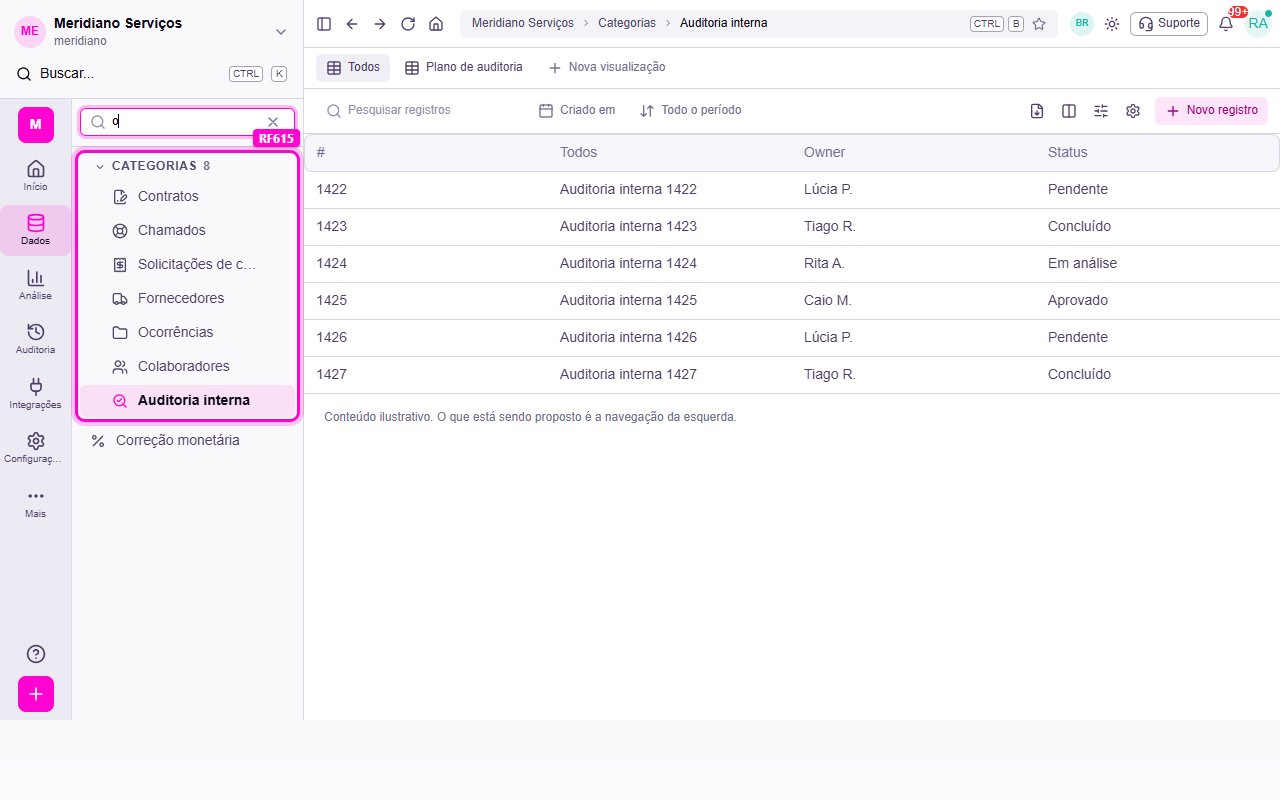 ME
Meridiano Serviços
meridiano
Buscar...
CTRL K
Meridiano Serviços
Categorias
Auditoria interna
CTRL B
BR
Suporte
99+
RA
Todos
Plano de auditoria
Nova visualização
Pesquisar registros
Criado em
Todo o período
Novo registro
M
Início
Dados
Análise
Auditoria
Integrações
Configuraç...
Mais
o
RF615
CATEGORIAS 8
Contratos
Chamados
Solicitações de c...
Fornecedores
Ocorrências
Colaboradores
Auditoria interna
Correção monetária
# Todos Owner Status
1422 Auditoria interna 1422 Lúcia P. Pendente
1423 Auditoria interna 1423 Tiago R. Concluído
1424 Auditoria interna 1424 Rita A. Em análise
1425 Auditoria interna 1425 Caio M. Aprovado
1426 Auditoria interna 1426 Lúcia P. Pendente
1427 Auditoria interna 1427 Tiago R. Concluído
Conteúdo ilustrativo. O que está sendo proposto é a navegação da esquerda.